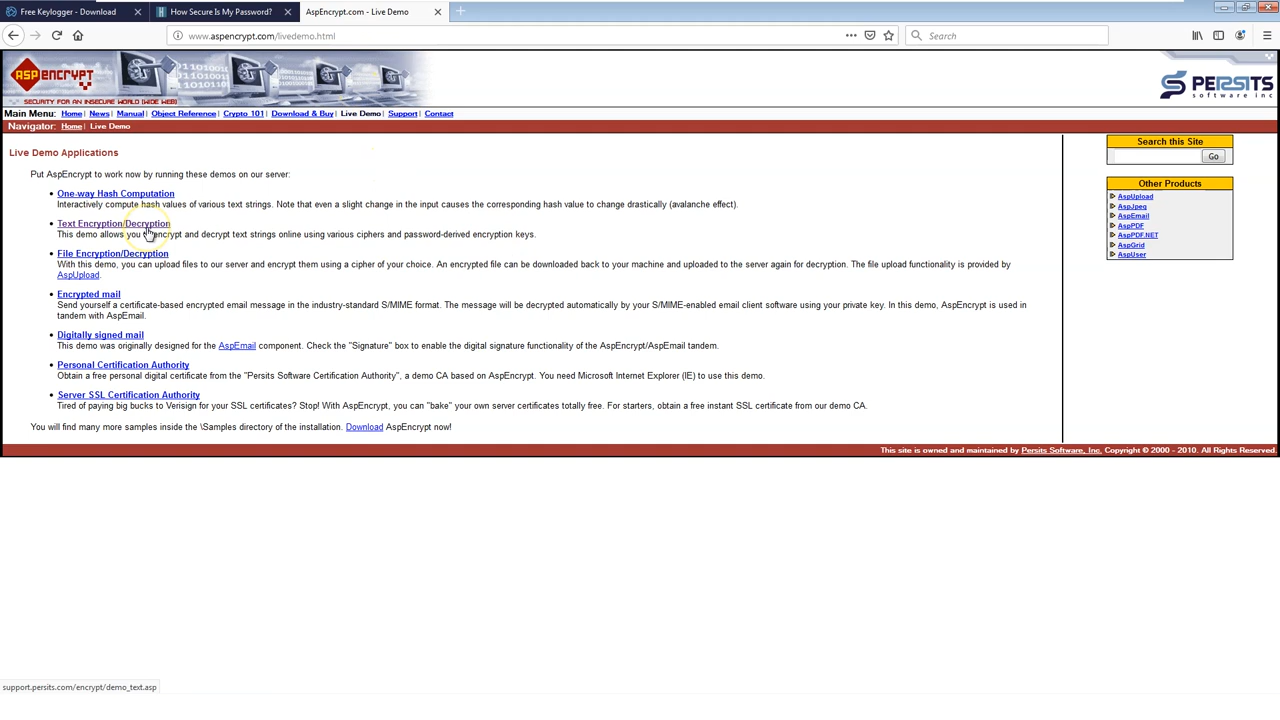 Free Keylogger - Download
How Secure Is My Password?
AspEncrypt.com - Live Demo
www.aspencrypt.com/livedemo.html
Search
ASP ENCRYPT
SECURITY FOR AN INSECURE WORLD (WIDE WEB)
PERSITS
software inc
Main Menu: Home | News | Manual | Object Reference | Crypto 101 | Download & Buy | Live Demo | Support | Contact
Navigator: Home | Live Demo
Live Demo Applications
Put AspEncrypt to work now by running these demos on our server:
• One-way Hash Computation
Interactively compute hash values of various text strings. Note that even a slight change in the input causes the corresponding hash value to change drastically (avalanche effect).
• Text Encryption/Decryption
This demo allows you to encrypt and decrypt text strings online using various ciphers and password-derived encryption keys.
• File Encryption/Decryption
With this demo, you can upload files to our server and encrypt them using a cipher of your choice. An encrypted file can be downloaded back to your machine and uploaded to the server again for decryption. The file upload functionality is provided by
AspUpload.
• Encrypted mail
Send yourself a certificate-based encrypted email message in the industry-standard S/MIME format. The message will be decrypted automatically by your S/MIME-enabled email client software using your private key. In this demo, AspEncrypt is used in
tandem with AspEmail.
• Digitally signed mail
This demo was originally designed for the AspEmail component. Check the "Signature" box to enable the digital signature functionality of the AspEncrypt/AspEmail tandem.
• Personal Certification Authority
Obtain a free personal digital certificate from the "Persits Software Certification Authority", a demo CA based on AspEncrypt. You need Microsoft Internet Explorer (IE) to use this demo.
• Server SSL Certification Authority
Tired of paying big bucks to Verisign for your SSL certificates? Stop! With AspEncrypt, you can "bake" your own server certificates totally free. For starters, obtain a free instant SSL certificate from our demo CA.
You will find many more samples inside the \Samples directory of the installation. Download AspEncrypt now!
Search this Site
Go
Other Products
AspUpload
AspJpeg
AspEmail
AspPDF
AspPDF.NET
AspGrid
AspUser
This site is owned and maintained by Persits Software, Inc. Copyright © 2000 - 2010. All Rights Reserved.
support.persits.com/encrypt/demo_text.asp